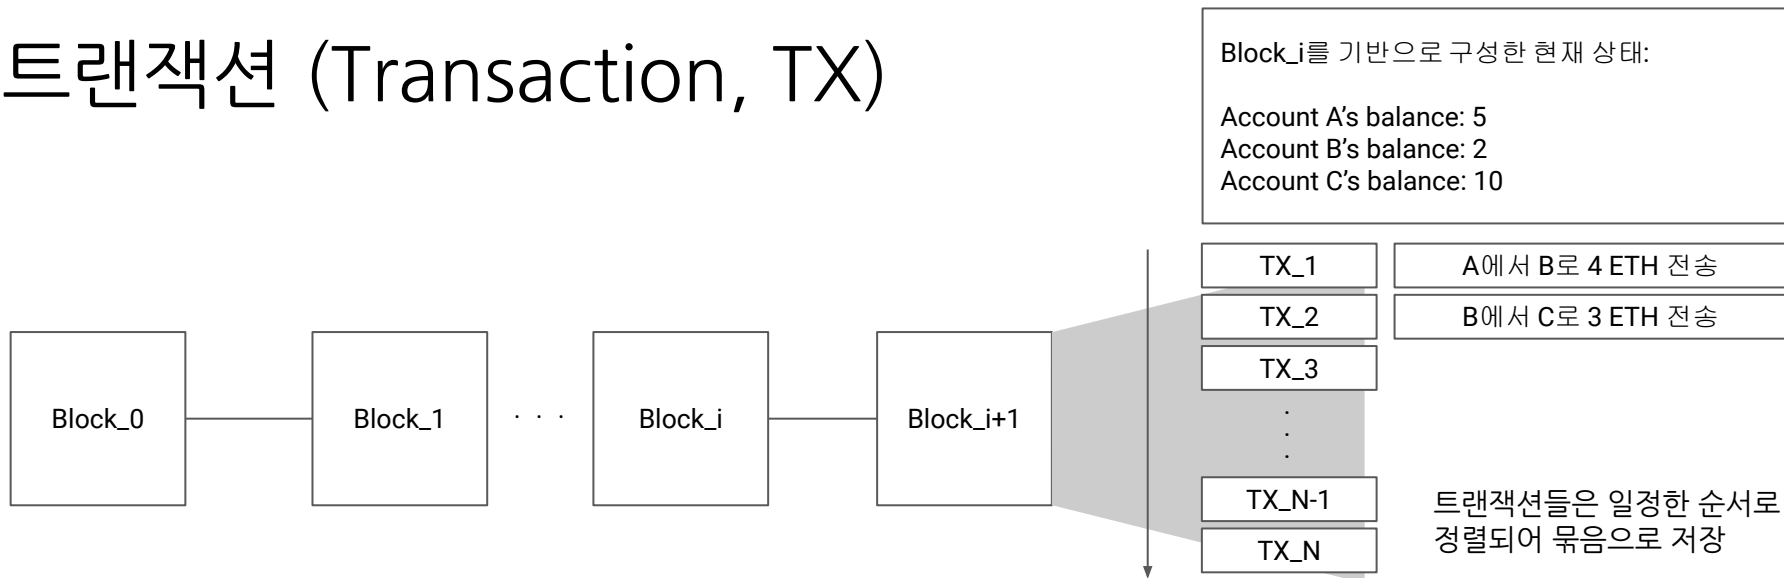 트랜잭션 (Transaction, TX)
Block_i를 기반으로 구성한 현재 상태:
Account A’s balance: 5
Account B’s balance: 2
Account C’s balance: 10
TX_1
A에서 B로 4 ETH 전송
TX_2
B에서 C로 3 ETH 전송
TX_3
.
.
.
Block_0
Block_1
. . .
Block_i
Block_i+1
TX_N-1
TX_N
트랜잭션들은 일정한 순서로
정렬되어 묶음으로 저장